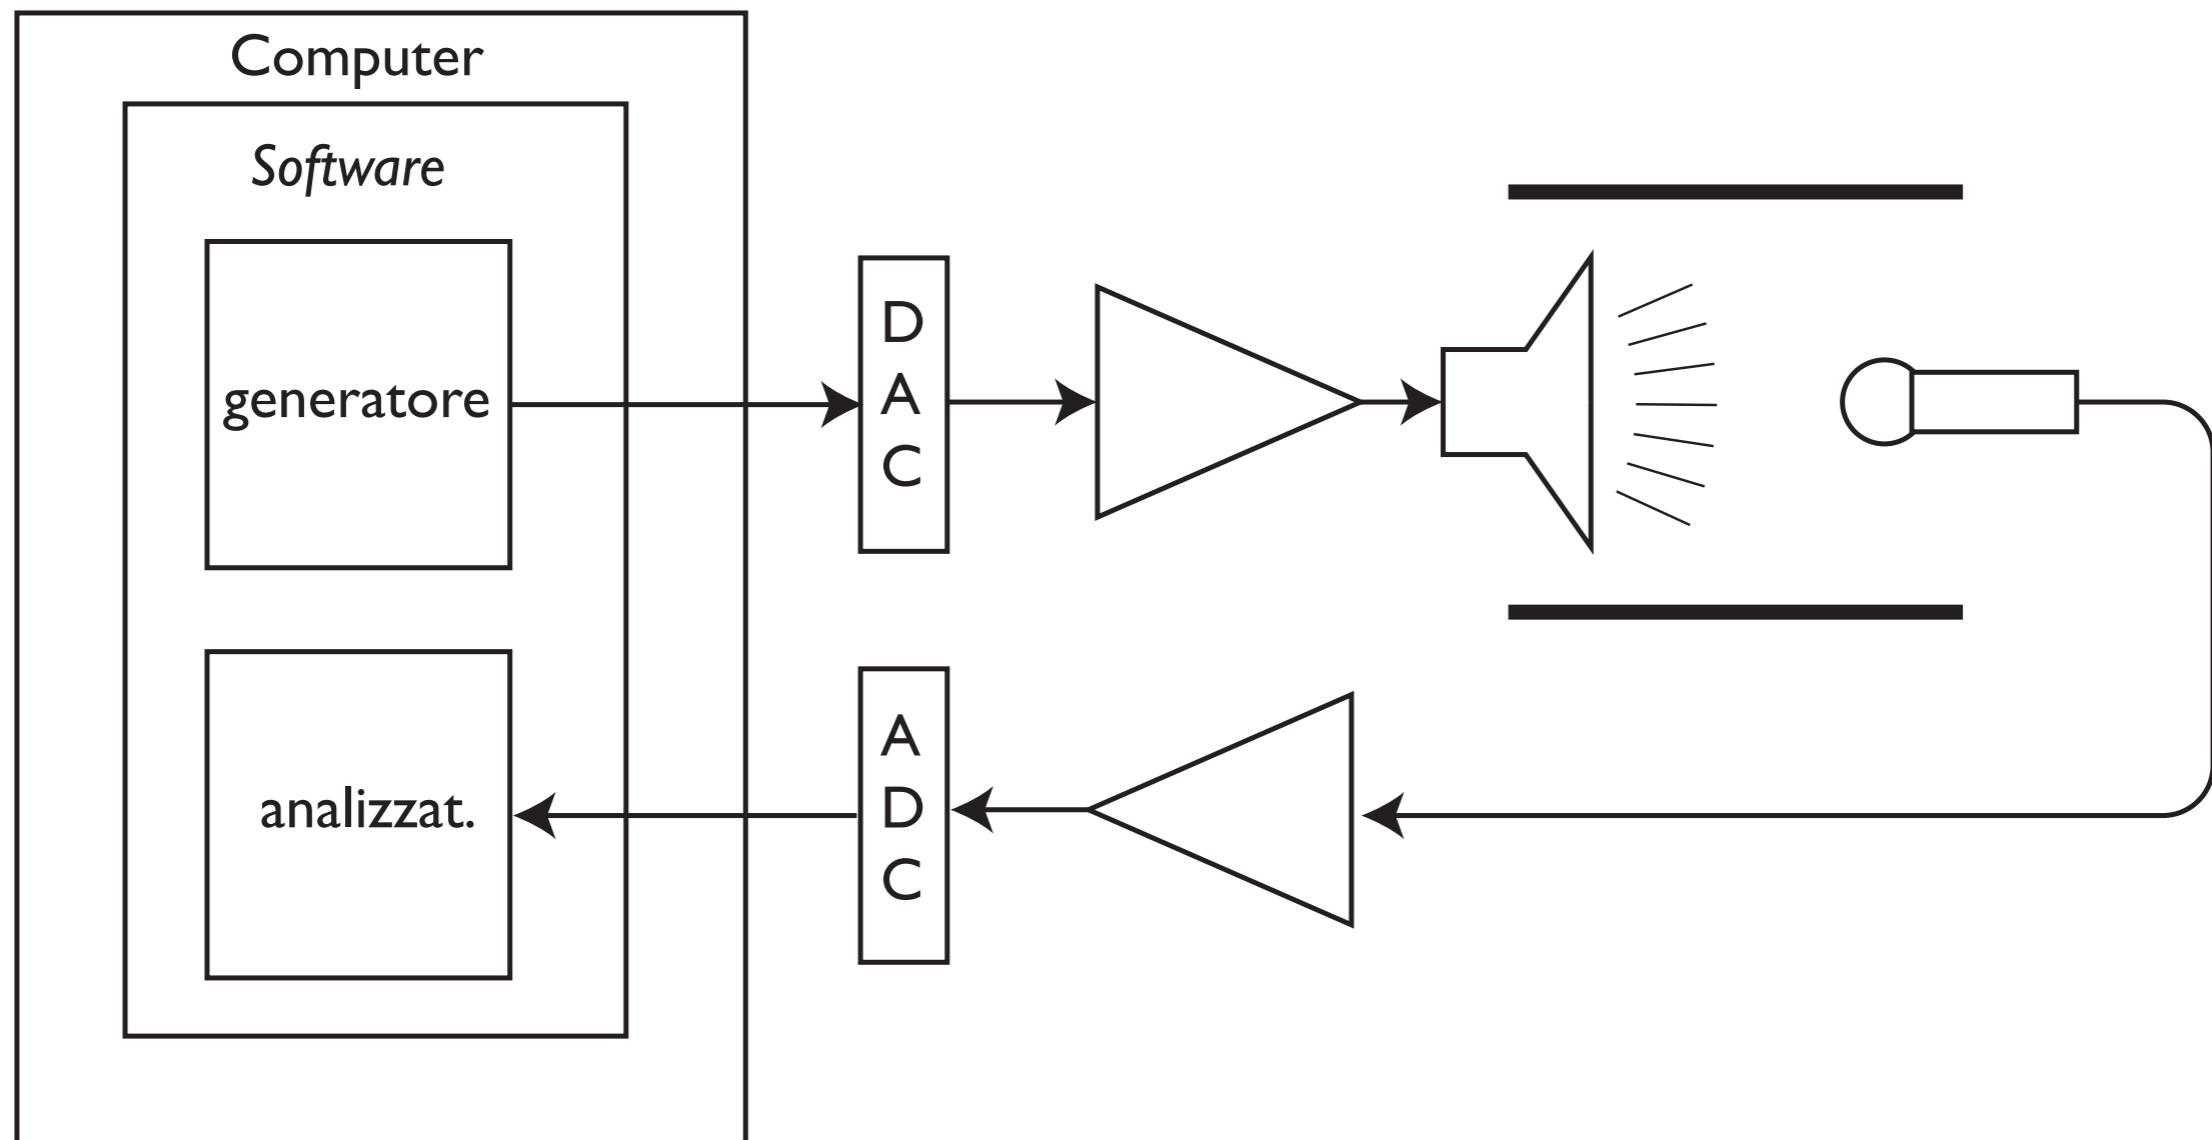 Computer
Software
generatore
D
A
C
analizzat.
A
D
C